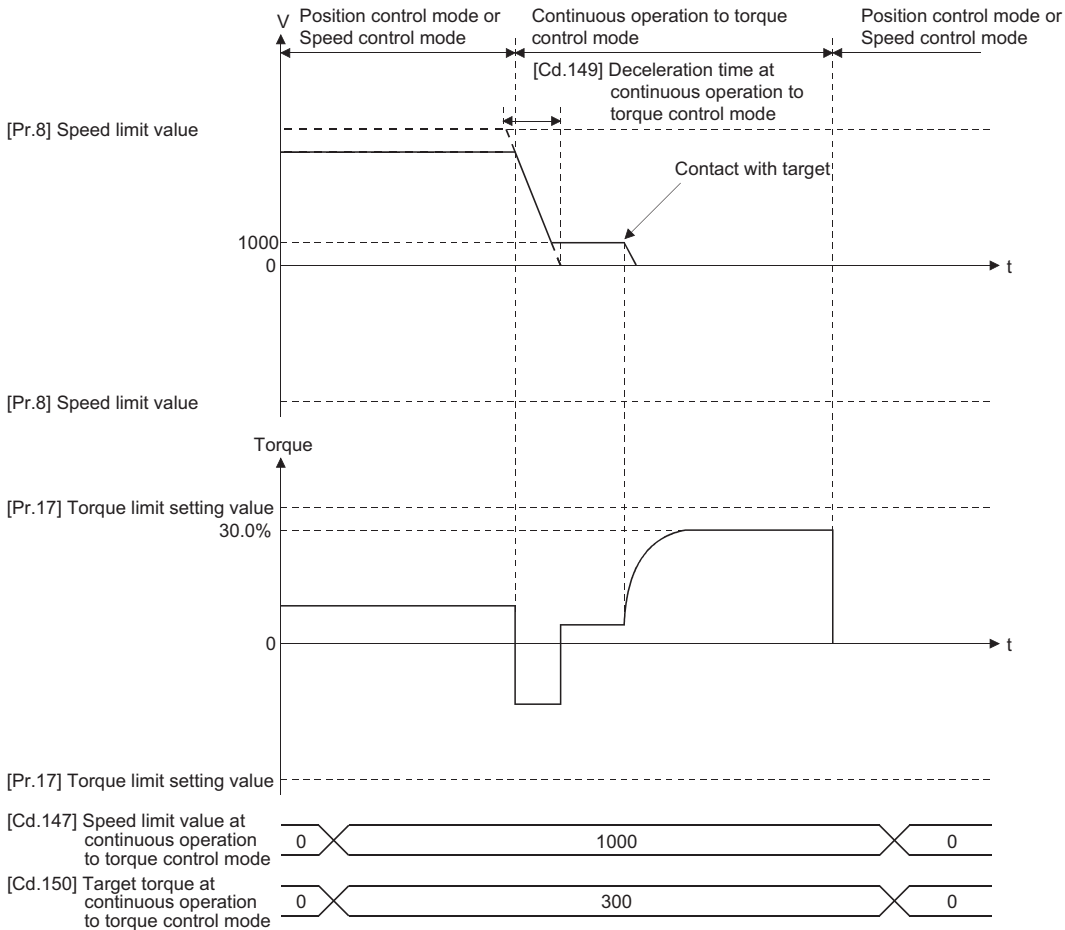 V
Position control mode or
Speed control mode
Continuous operation to torque
control mode
Position control mode or
Speed control mode
[Cd.149] Deceleration time at
continuous operation to
torque control mode
[Pr.8] Speed limit value
Contact with target
1000
0
t
[Pr.8] Speed limit value
Torque
[Pr.17] Torque limit setting value
30.0%
0
t
[Pr.17] Torque limit setting value
[Cd.147] Speed limit value at
continuous operation
to torque control mode
0
1000
0
[Cd.150] Target torque at
continuous operation
to torque control mode
0
300
0